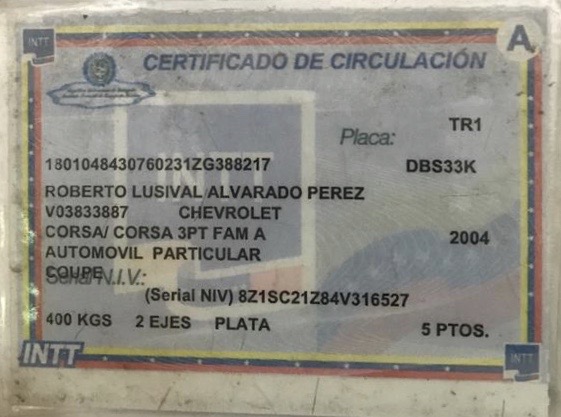 INTT
A
CERTIFICADO DE CIRCULACIÓN
TR1
Placa:
1801048430760231ZG388217 DBS33K
ROBERTO LUSIVAL ALVARADO PEREZ
V03833887 CHEVROLET
CORSA/ CORSA 3PT FAM A 2004
AUTOMOVIL PARTICULAR
COUPE
Serial N.I.V.:
(Serial NIV) 8Z1SC21Z84V316527
400 KGS 2 EJES PLATA 5 PTOS.
INTT
INTT
INTT